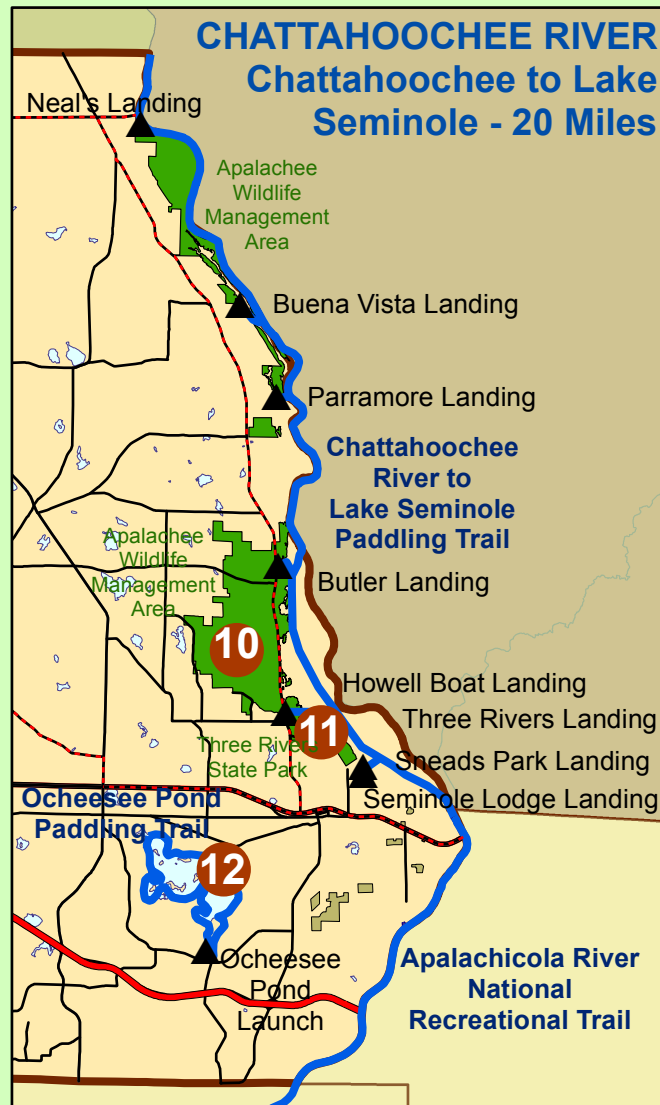 CHATTAHOOCHEE RIVER
Chattahoochee to Lake
Seminole - 20 Miles
Neal's Landing
Apalachee
Wildlife
Management
Area
Buena Vista Landing
Parramore Landing
Chattahoochee
River to
Lake Seminole
Paddling Trail
Apalachee
Wildlife
Management
Area
Butler Landing
10
Howell Boat Landing
Three Rivers Landing
11
Three Rivers
State Park
Sneads Park Landing
Seminole Lodge Landing
Ocheesee Pond
Paddling Trail
12
Ocheesee
Pond
Launch
Apalachicola River
National
Recreational Trail